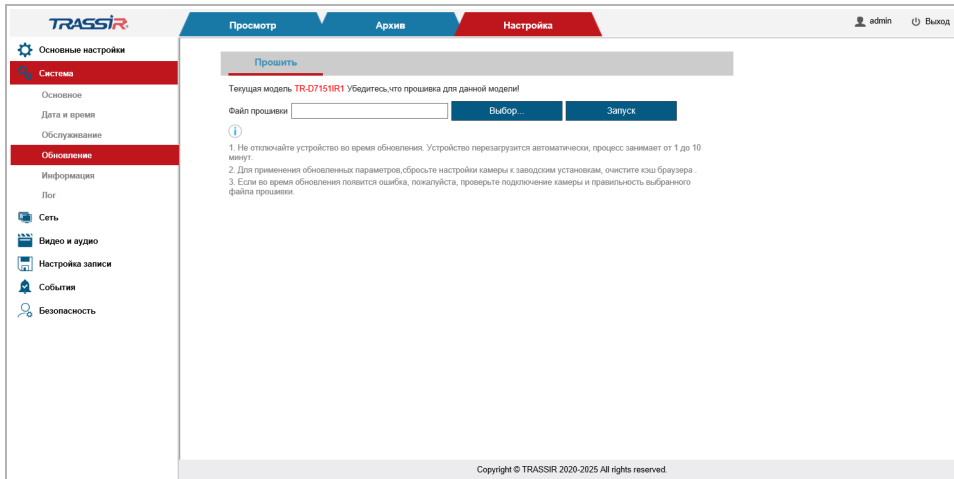 TRASSIR
Просмотр
Архив
Настройка
admin
Выход
Основные настройки
Система
Основное
Дата и время
Обслуживание
Обновление
Информация
Лог
Сеть
Видео и аудио
Настройка записи
События
Безопасность
Прошить
Текущая модель TR-D7151IR1 Убедитесь,что прошивка для данной модели!
Файл прошивки
Выбор...
Запуск
1. Не отключайте устройство во время обновления. Устройство перезагрузится автоматически, процесс занимает от 1 до 10
минут.
2. Для применения обновленных параметров,сбросьте настройки камеры к заводским установкам, очистите кэш браузера .
3. Если во время обновления появится ошибка, пожалуйста, проверьте подключение камеры и правильность выбранного
файла прошивки.
Copyright © TRASSIR 2020-2025 All rights reserved.